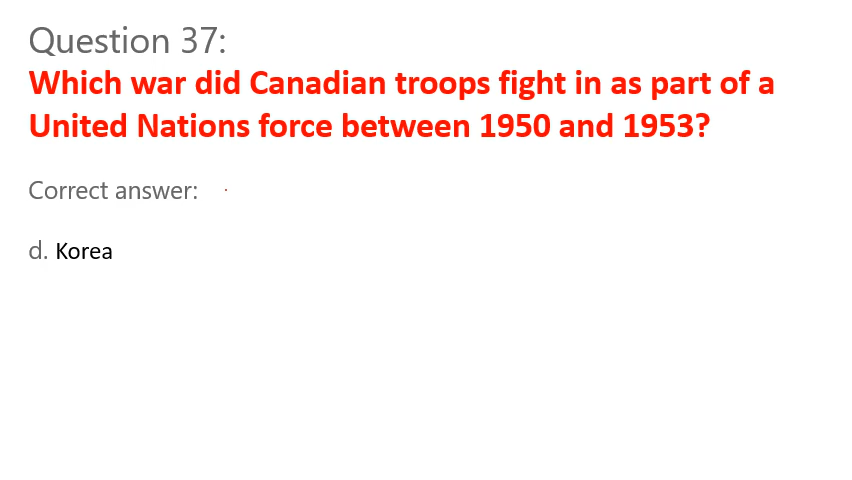 Question 37:
Which war did Canadian troops fight in as part of a
United Nations force between 1950 and 1953?
Correct answer:
d. Korea